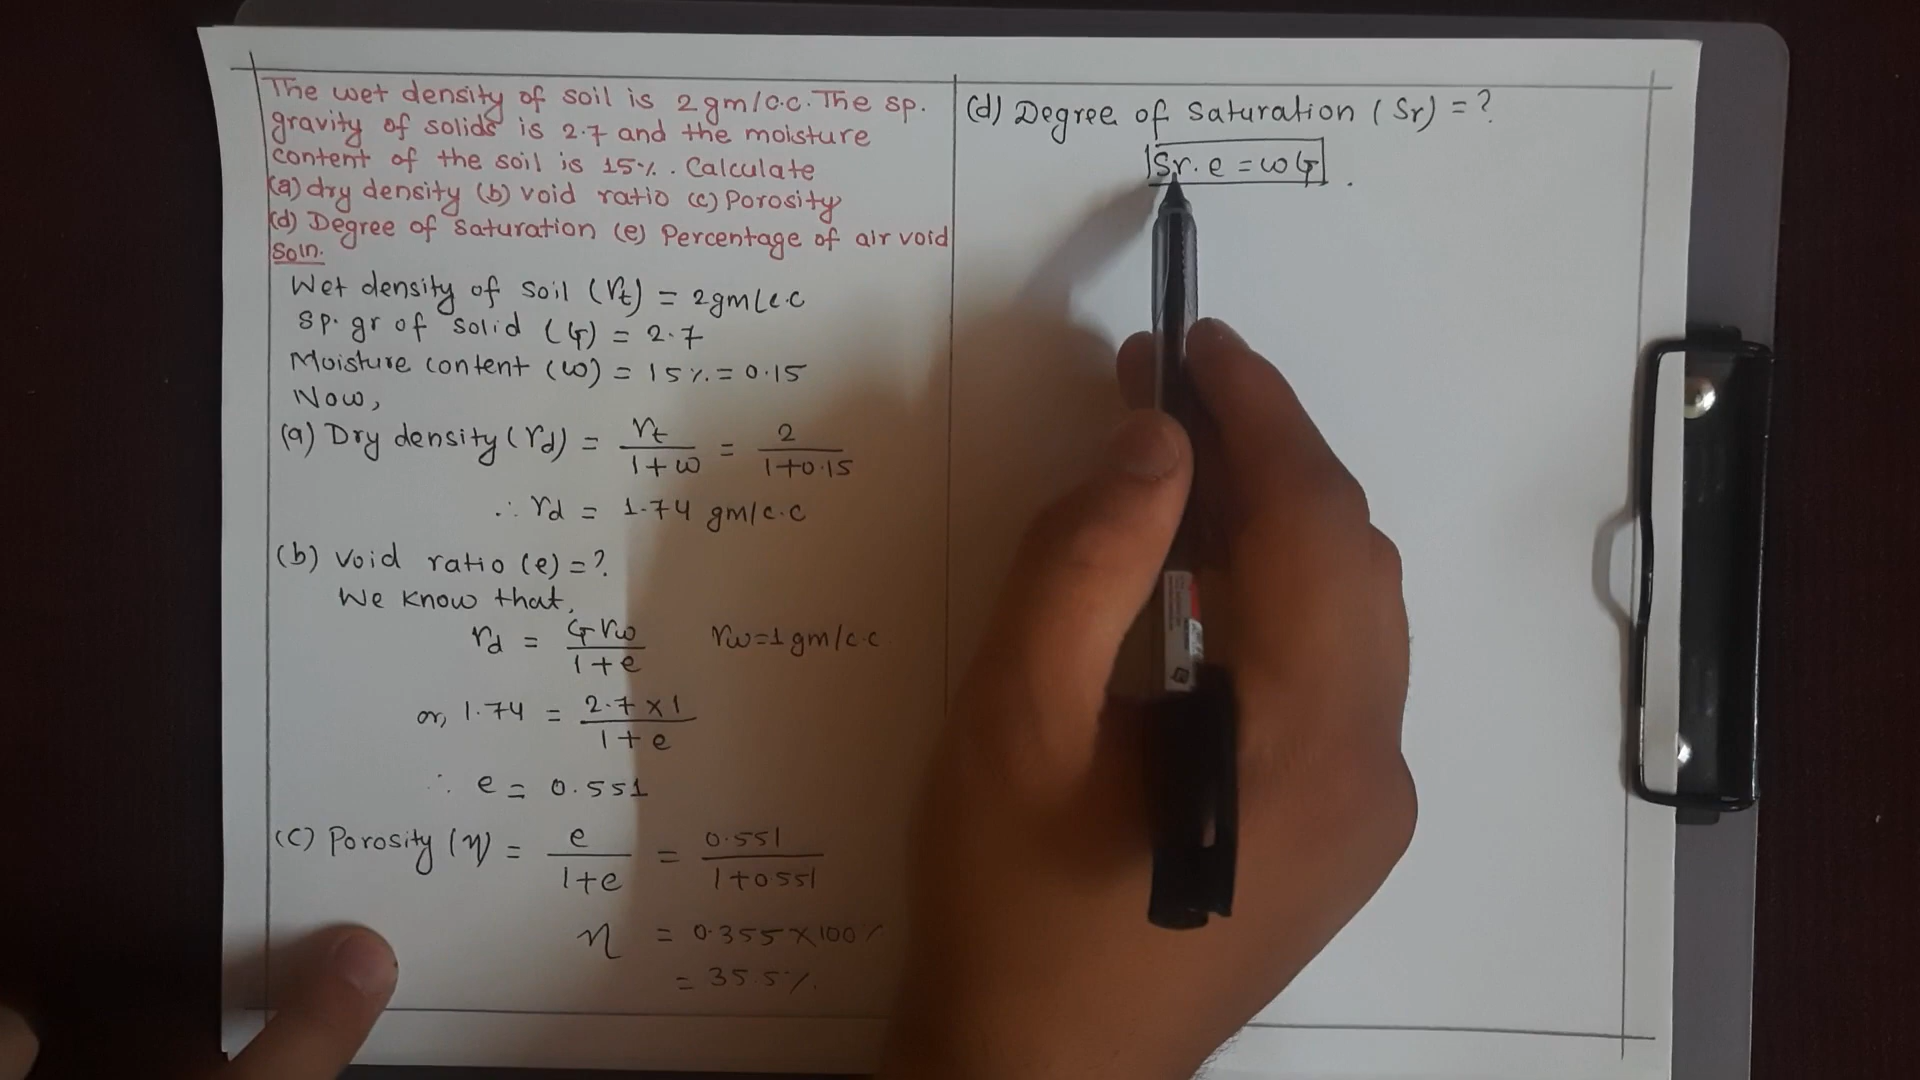 The wet density of soil is 2gm/c.c. The sp.
gravity of solids is 2.7 and the moisture
content of the soil is 15%. Calculate
(a) dry density (b) void ratio (c) Porosity
(d) Degree of saturation (e) Percentage of air void
Soln.
Wet density of soil (γt) = 2gm/c.c
Sp. gr of solid (G) = 2.7
Moisture content (ω) = 15% = 0.15
Now,
(a) Dry density (γd) = γt / 1+ω = 2 / 1+0.15
∴ γd = 1.74 gm/c.c
(b) void ratio (e) = ?
We know that,
γd = Gγω / 1+e γω=1gm/c.c
or, 1.74 = 2.7×1 / 1+e
∴ e = 0.551
(c) Porosity (η) = e / 1+e = 0.551 / 1+0.551
η = 0.355×100%
= 35.5%.
(d) Degree of saturation (Sr) = ?
Sr.e = ωG